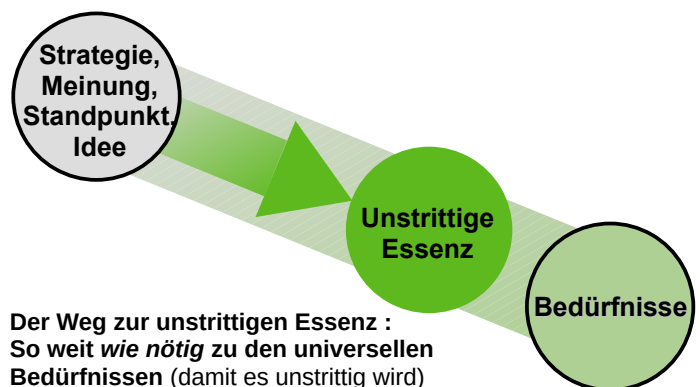 Strategie,
Meinung,
Standpunkt,
Idee
Unstrittige
Essenz
Bedürfnisse
Der Weg zur unstrittigen Essenz :
So weit wie nötig zu den universellen
Bedürfnissen (damit es unstrittig wird)